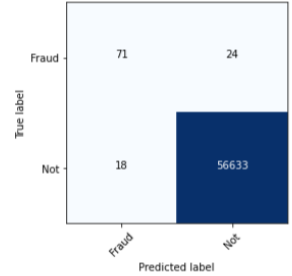 Fraud
71 24
True label
Not
18 56633
Fraud
Not
Predicted label